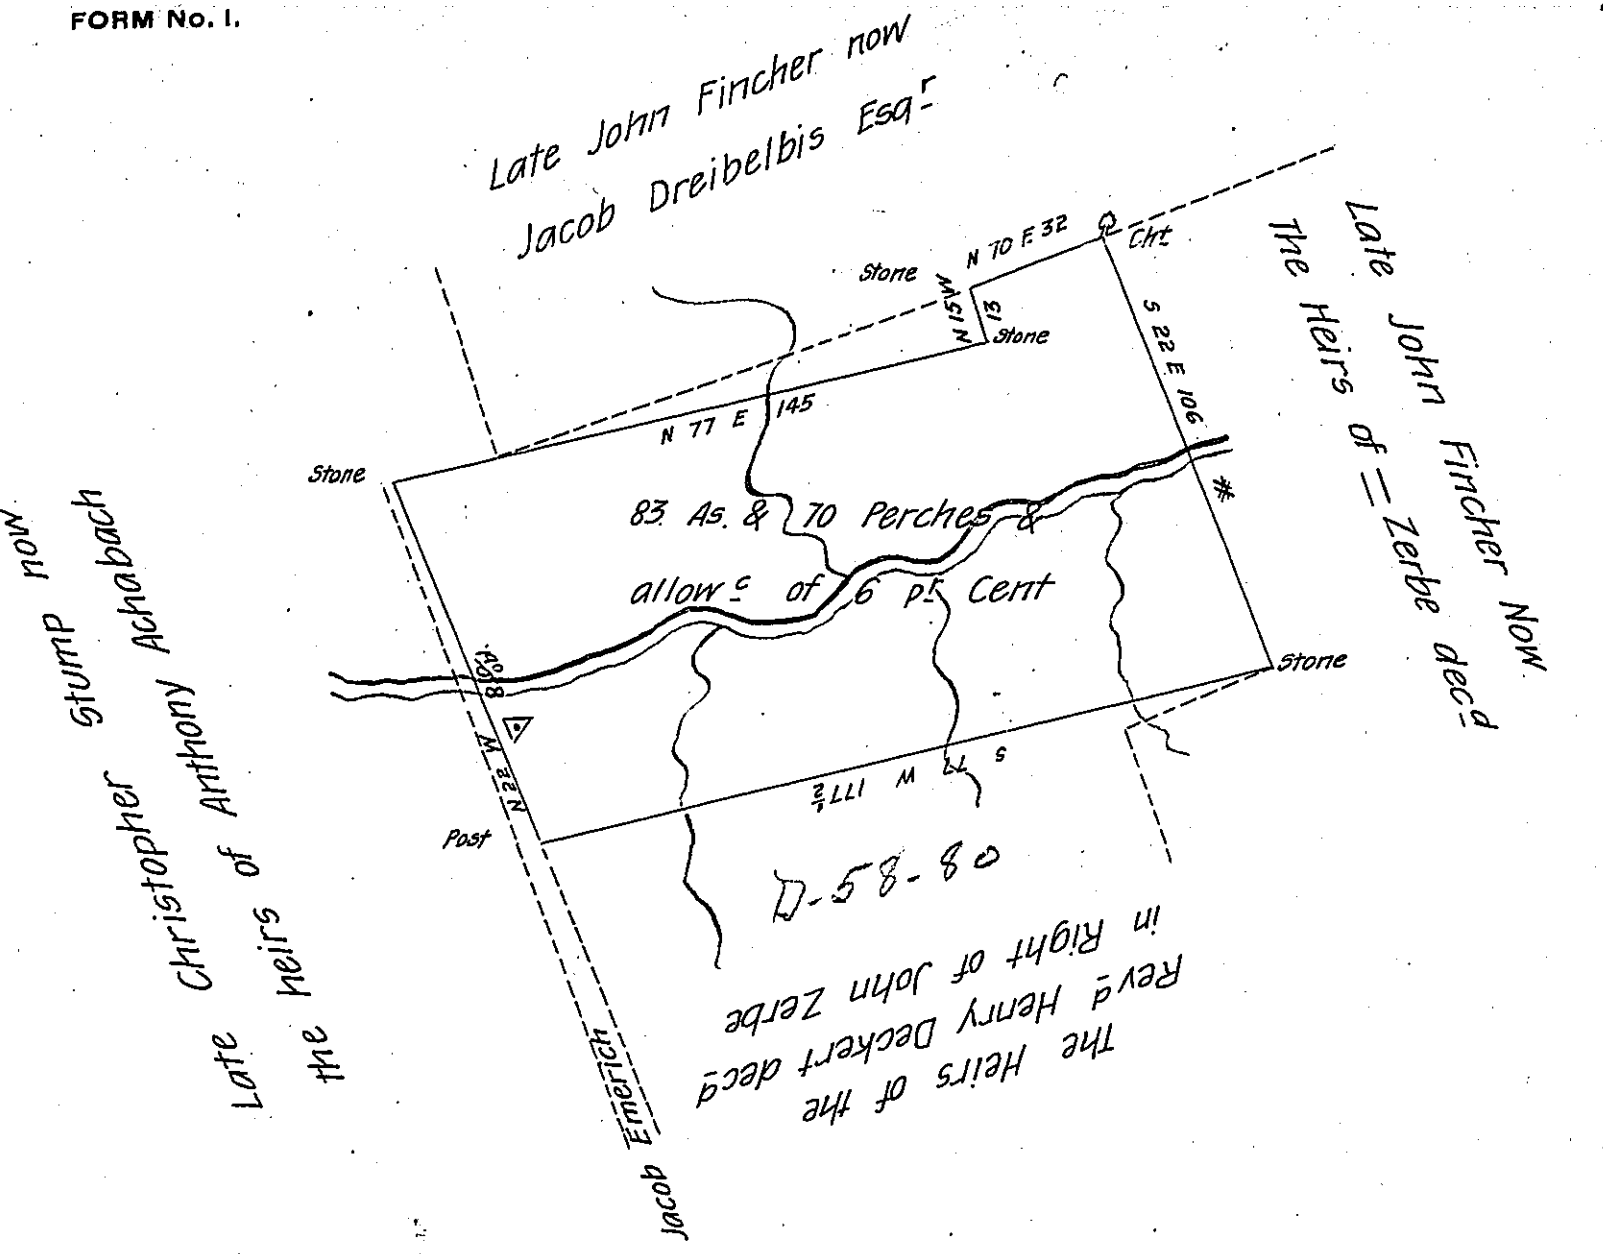 FORM No. 1.
Late John Fincher now
Jacob Dreibelbis Esqr
Stone
N 70 E 32
Cht
N 15 W
13
Stone
S 22 E 106
Late John Fincher Now
The Heirs of = Zerbe decd
N 77 E 145
Stone
83 As. & 70 Perches &
allowc of 6 pr Cent
*
Stone
N 22 W
Post
S 77 W 177½
D-58-80
The Heirs of the
Revd Henry Deckert decd
in Right of John Zerbe
Late Christopher Stump now
the heirs of Anthony Achabach
Jacob Emerich